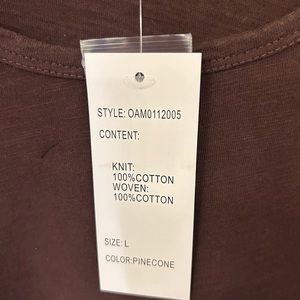 STYLE: OAM0112005
CONTENT:
KNIT:
100%COTTON
WOVEN:
100%COTTON
SIZE: L
COLOR:PINECONE